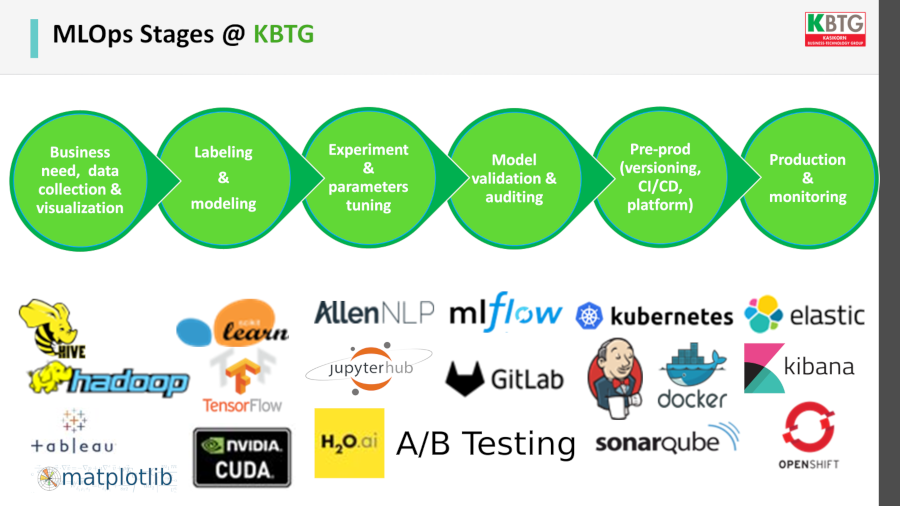 MLOps Stages @ KBTG
KBTG
KASIKORN
BUSINESS-TECHNOLOGY GROUP
Business
need, data
collection &
visualization
Labeling
&
modeling
Experiment
&
parameters
tuning
Model
validation &
auditing
Pre-prod
(versioning,
CI/CD,
platform)
Production
&
monitoring
HIVE
hadoop
+ableau
matplotlib
scikit
learn
TensorFlow
NVIDIA.
CUDA.
AllenNLP
jupyterhub
H2O.ai
mlflow
GitLab
A/B Testing
kubernetes
docker
sonarqube
elastic
kibana
OPENSHIFT